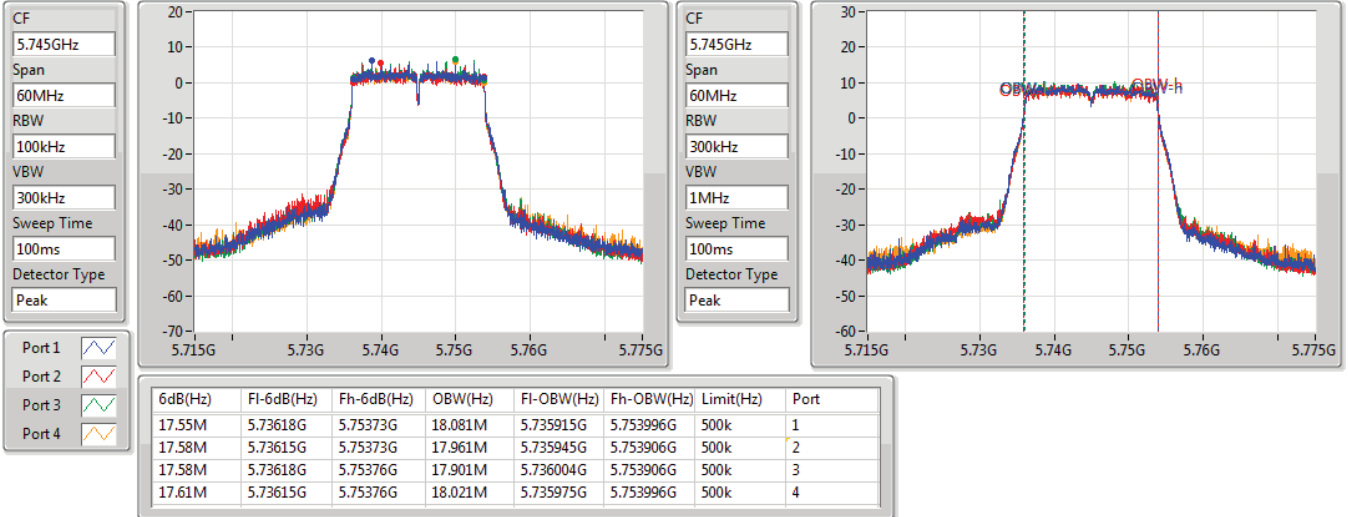 CF
5.745GHz
Span
60MHz
RBW
100kHz
VBW
300kHz
Sweep Time
100ms
Detector Type
Peak
20
10
0
-10
-20
-30
-40
-50
-60
-70
5.715G 5.73G 5.74G 5.75G 5.76G 5.775G
CF
5.745GHz
Span
60MHz
RBW
300kHz
VBW
1MHz
Sweep Time
100ms
Detector Type
Peak
30
20
10
0
-10
-20
-30
-40
-50
-60
OBW-h
5.715G 5.73G 5.74G 5.75G 5.76G 5.775G
Port 1
Port 2
Port 3
Port 4
6dB(Hz) Fl-6dB(Hz) Fh-6dB(Hz) OBW(Hz) Fl-OBW(Hz) Fh-OBW(Hz) Limit(Hz) Port
17.55M 5.73618G 5.75373G 18.081M 5.735915G 5.753996G 500k 1
17.58M 5.73615G 5.75373G 17.961M 5.735945G 5.753906G 500k 2
17.58M 5.73618G 5.75376G 17.901M 5.736004G 5.753906G 500k 3
17.61M 5.73615G 5.75376G 18.021M 5.735975G 5.753996G 500k 4